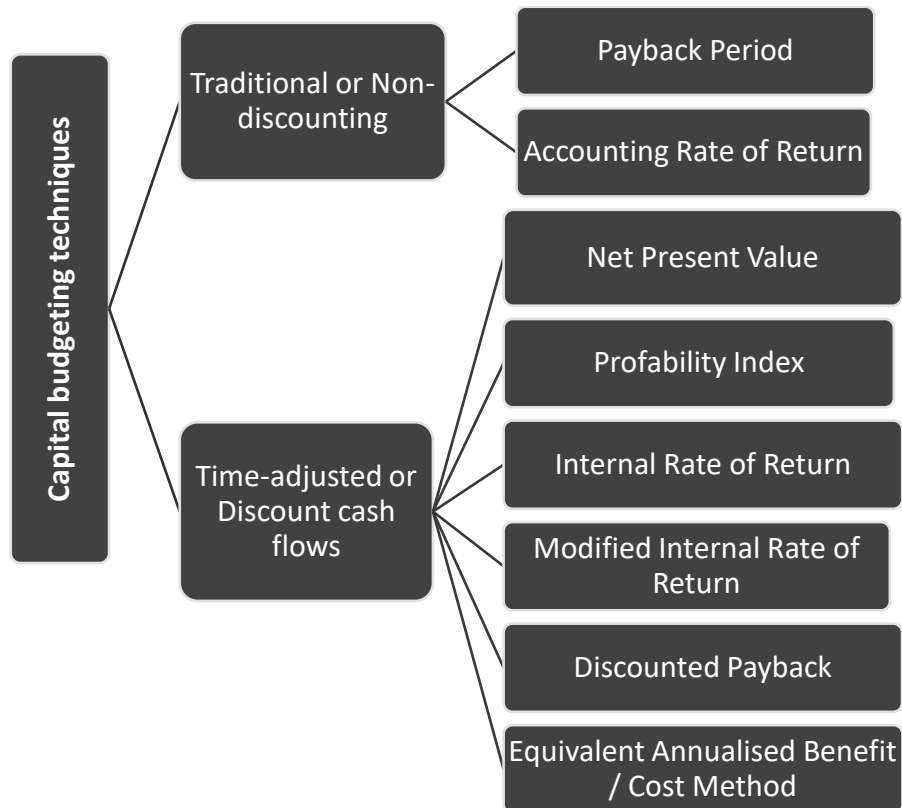 Capital budgeting techniques
Traditional or Non-
discounting
Payback Period
Accounting Rate of Return
Time-adjusted or
Discount cash
flows
Net Present Value
Profability Index
Internal Rate of Return
Modified Internal Rate of
Return
Discounted Payback
Equivalent Annualised Benefit
/ Cost Method